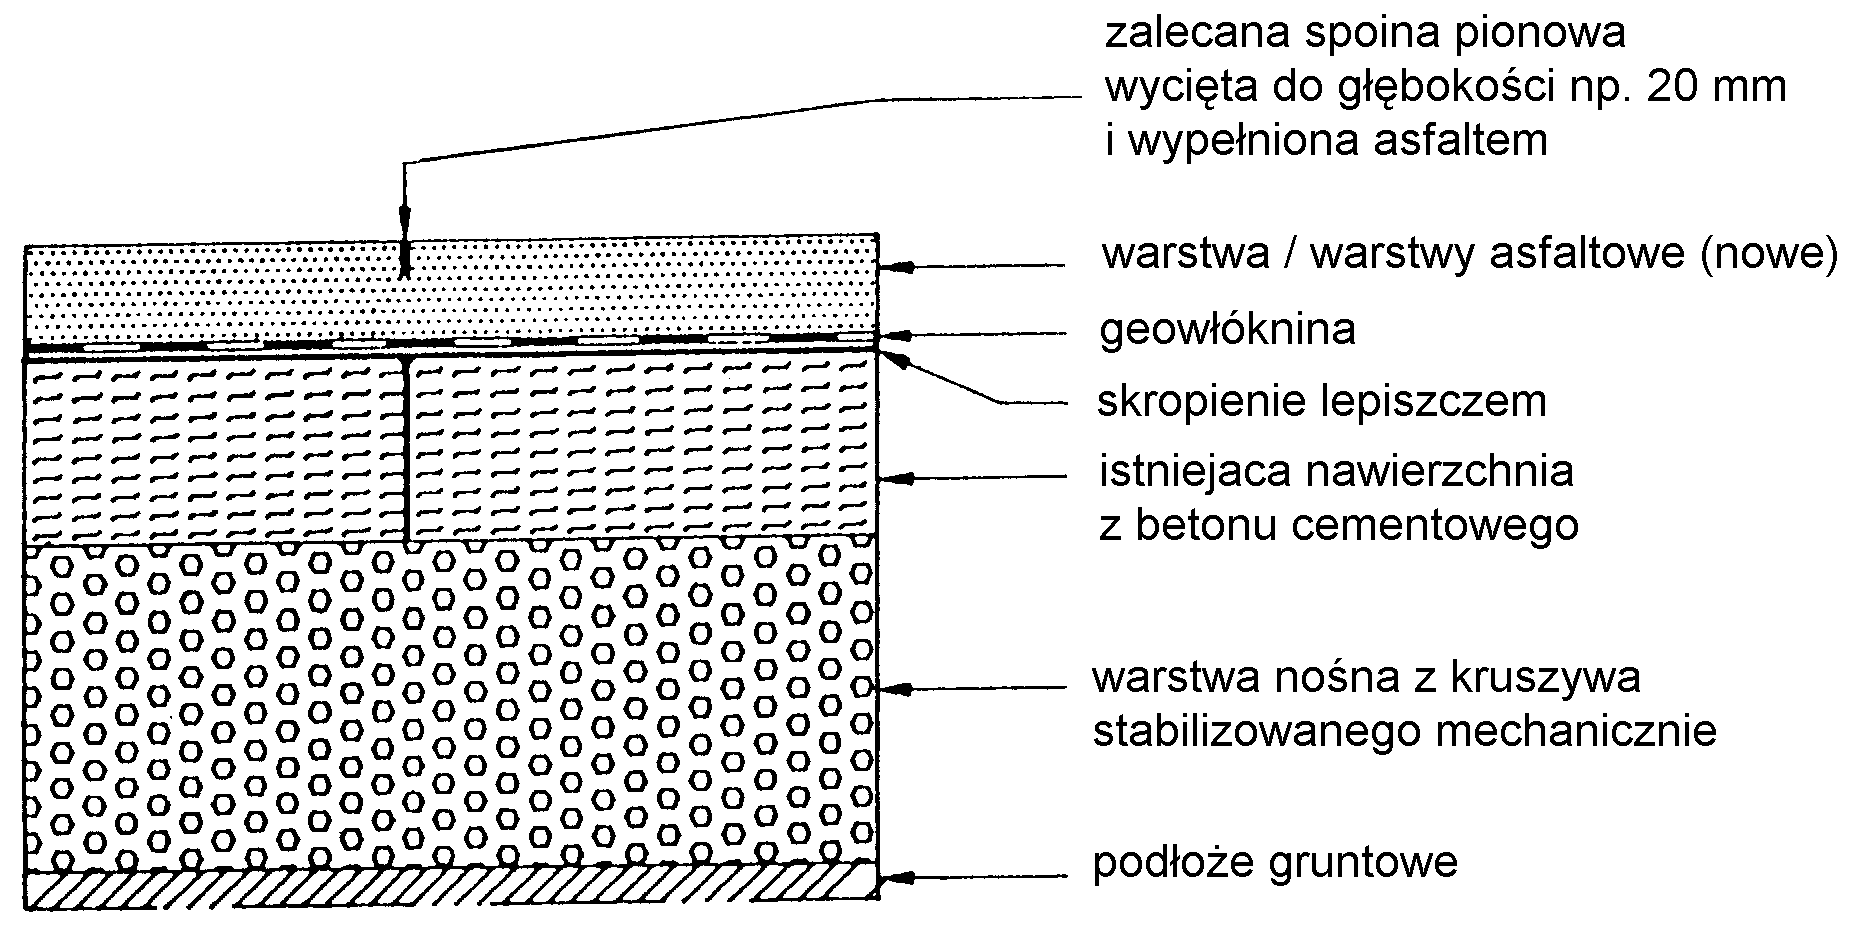 zalecana spoina pionowa
wycięta do głębokości np. 20 mm
i wypełniona asfaltem
warstwa / warstwy asfaltowe (nowe)
geowłóknina
skropienie lepiszczem
istniejaca nawierzchnia
z betonu cementowego
warstwa nośna z kruszywa
stabilizowanego mechanicznie
podłoże gruntowe